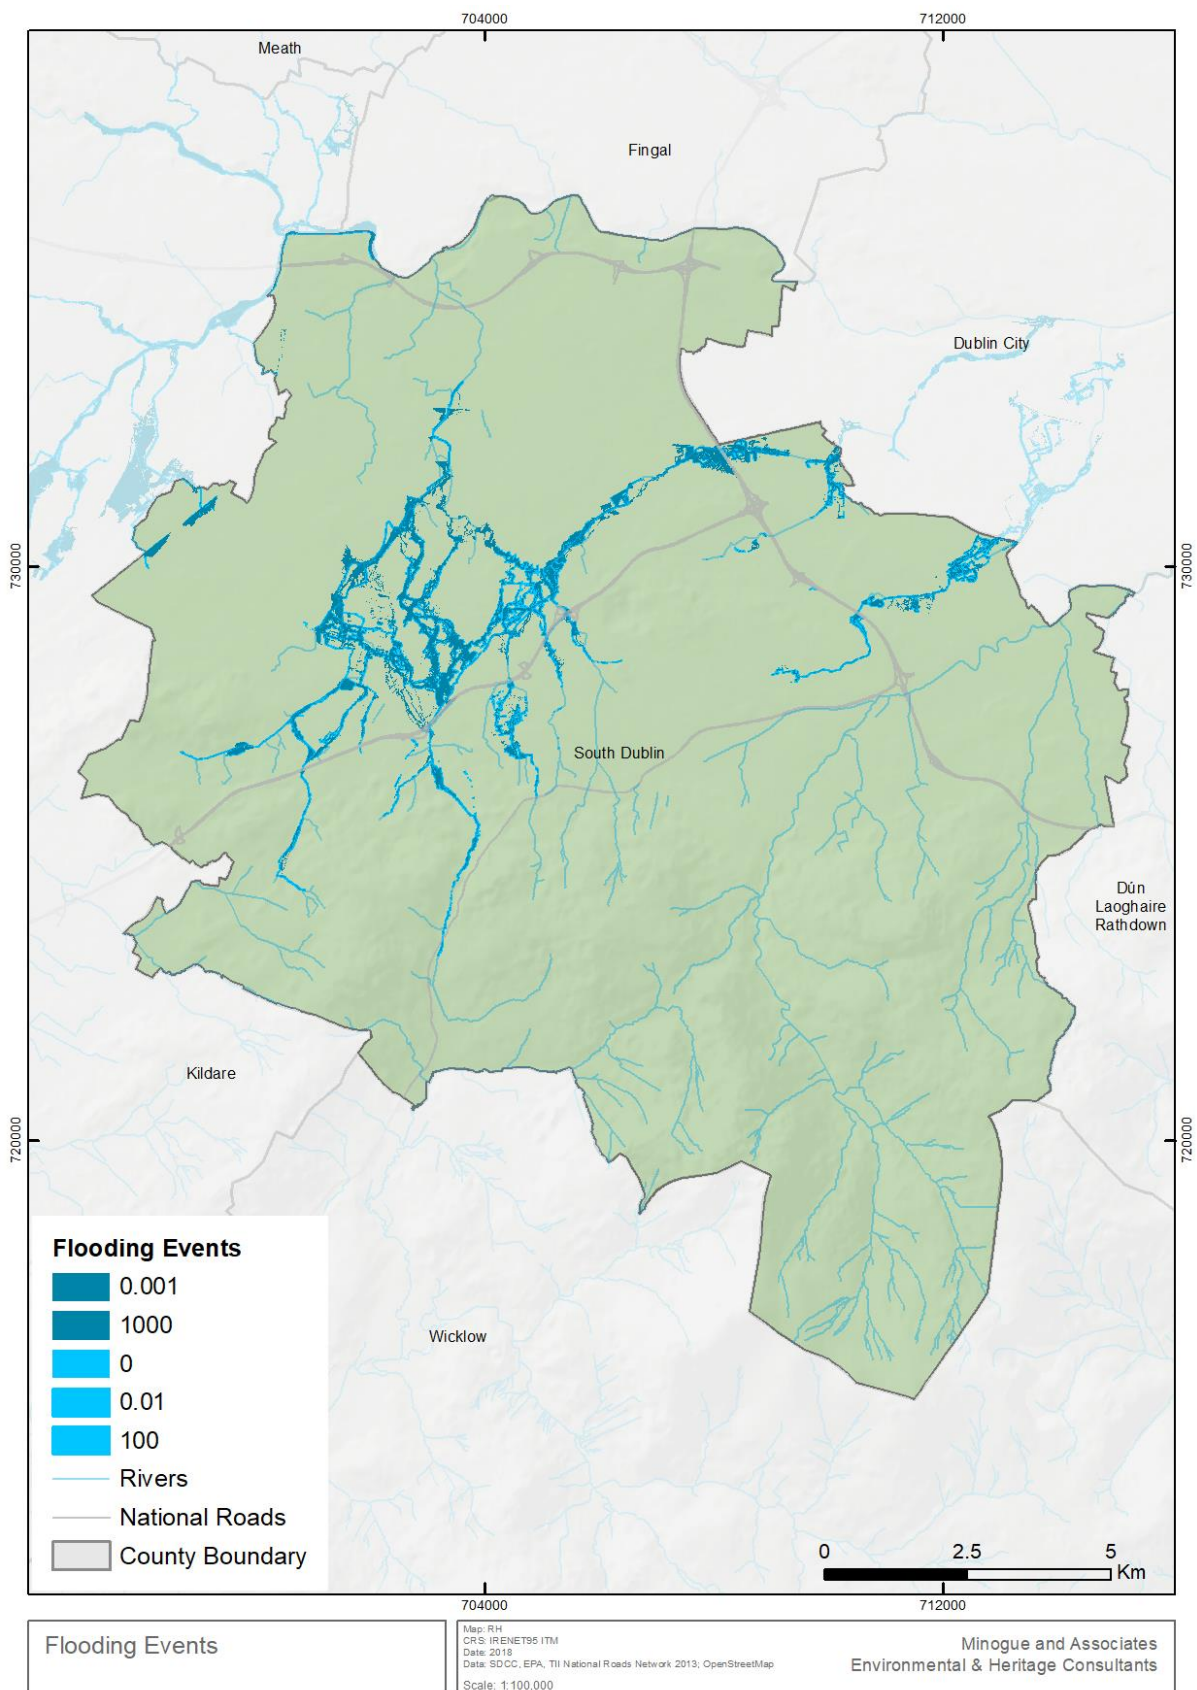 704000
712000
Meath
Fingal
Dublin City
730000
730000
South Dublin
Dún
Laoghaire
Rathdown
Kildare
720000
720000
Wicklow
Flooding Events
0.001
1000
0
0.01
100
Rivers
National Roads
County Boundary
0
2.5
5
Km
704000
712000
Flooding Events
Map: RH
CRS: IRENET95 ITM
Date: 2018
Data: SDCC, EPA, TII National Roads Network 2013; OpenStreetMap
Scale: 1:100,000
Minogue and Associates
Environmental & Heritage Consultants